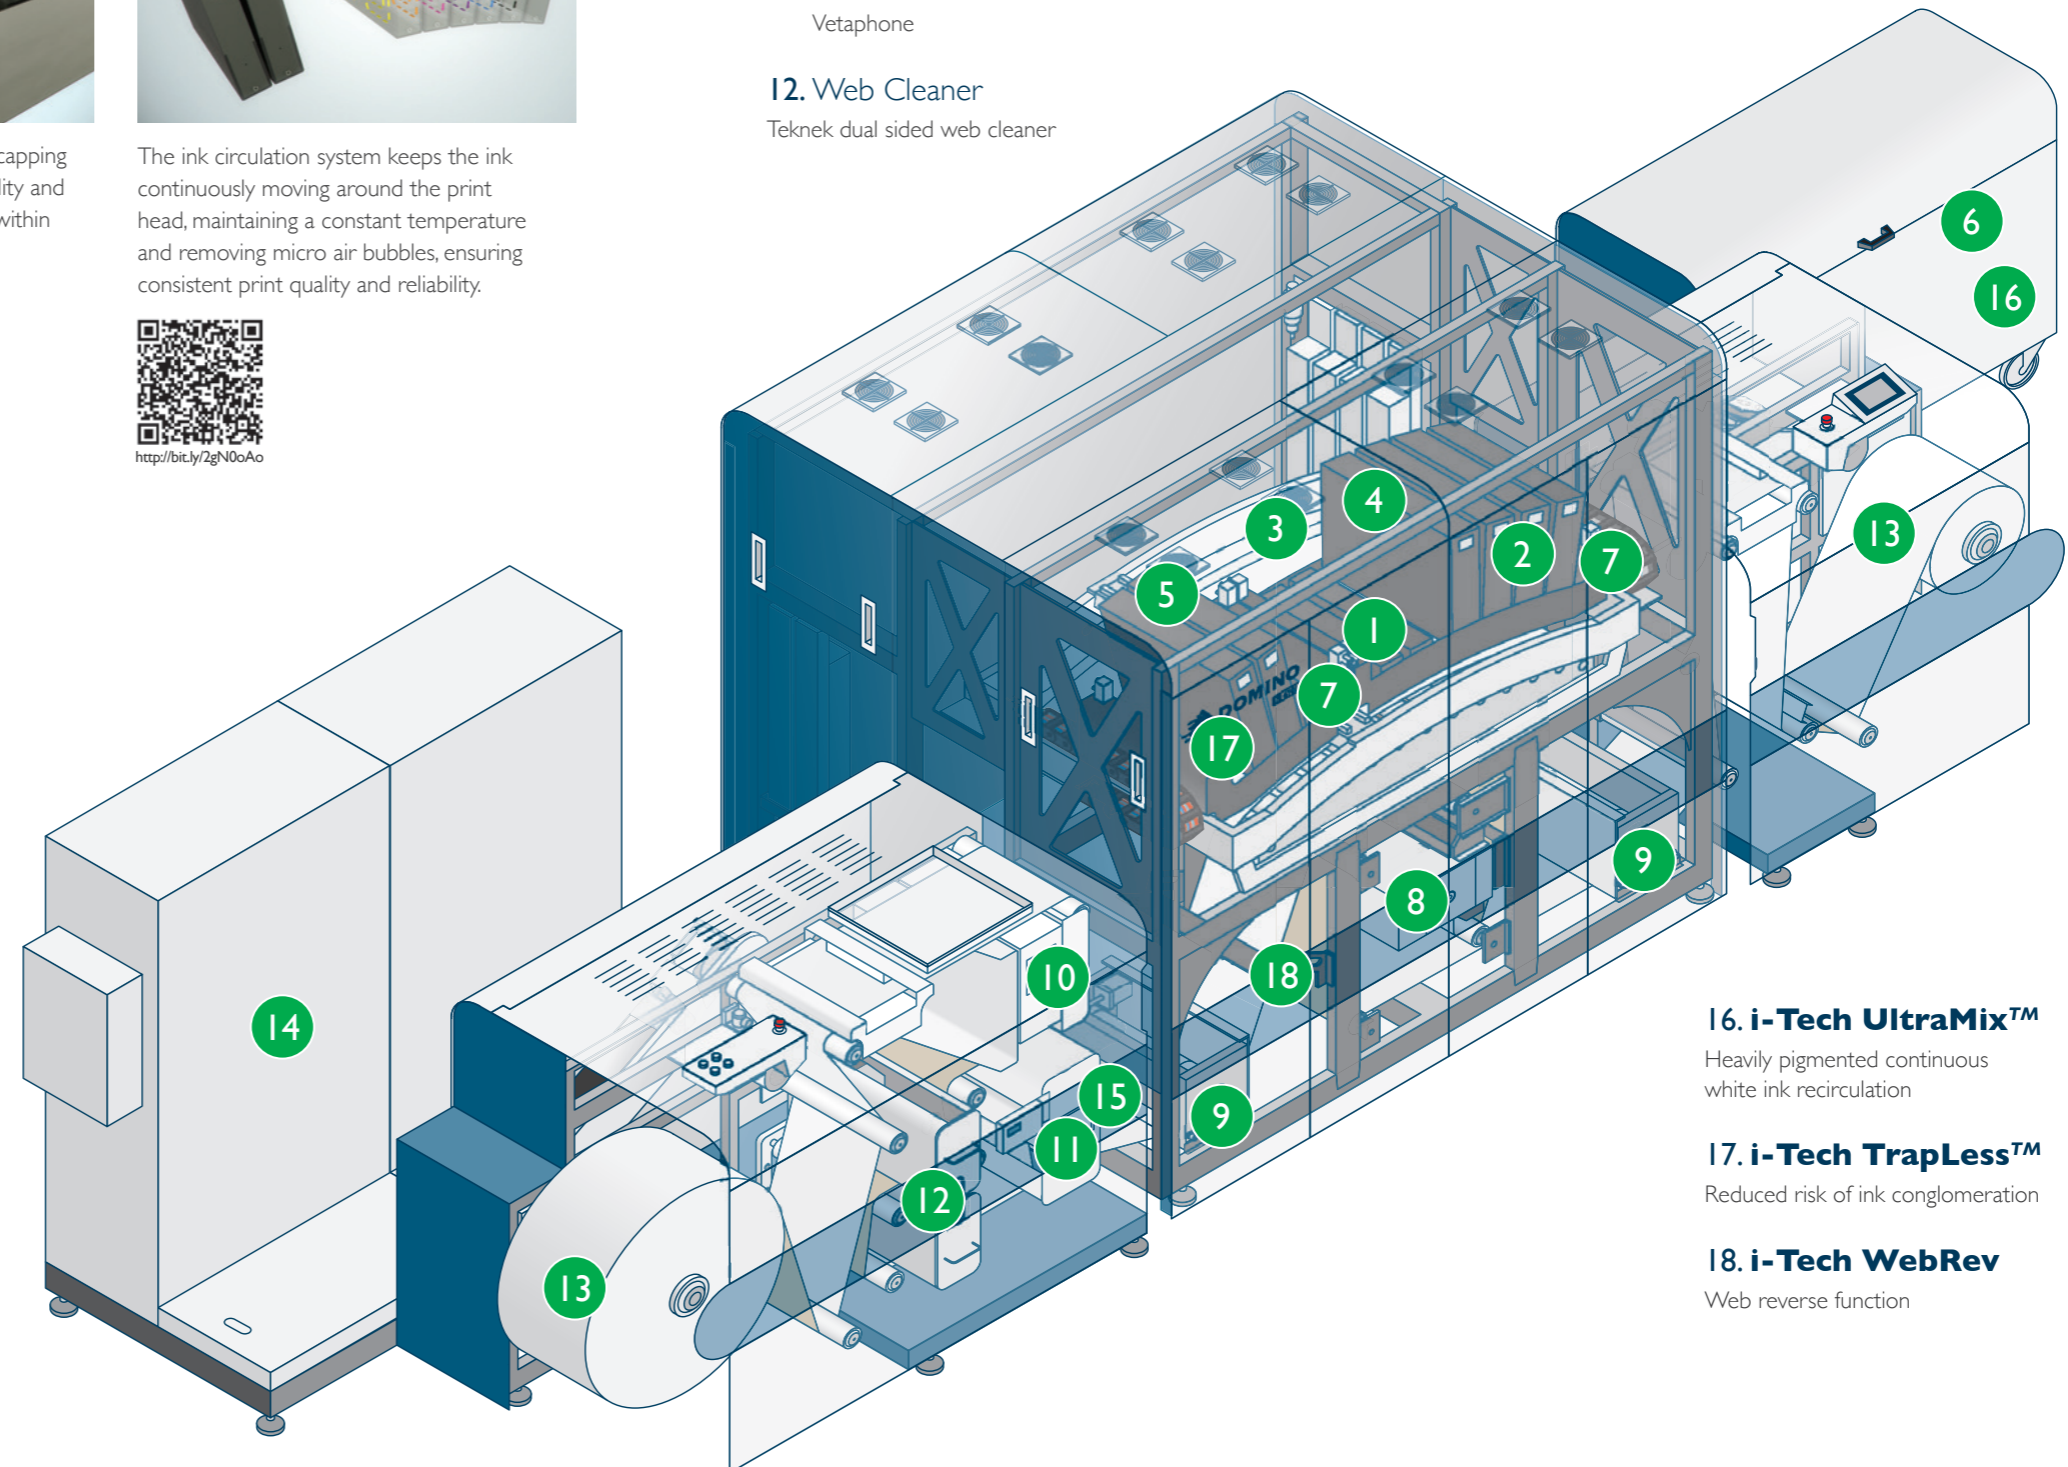 capping
lity and
within
The ink circulation system keeps the ink
continuously moving around the print
head, maintaining a constant temperature
and removing micro air bubbles, ensuring
consistent print quality and reliability.
http://bit.ly/2gN0oAo
Vetaphone
12. Web Cleaner
Teknek dual sided web cleaner
6
16
4
3
13
2
7
5
1
7
DOMINO
17
9
8
10
18
14
15
9
11
12
13
16. i-Tech UltraMix™
Heavily pigmented continuous
white ink recirculation
17. i-Tech TrapLess™
Reduced risk of ink conglomeration
18. i-Tech WebRev
Web reverse function